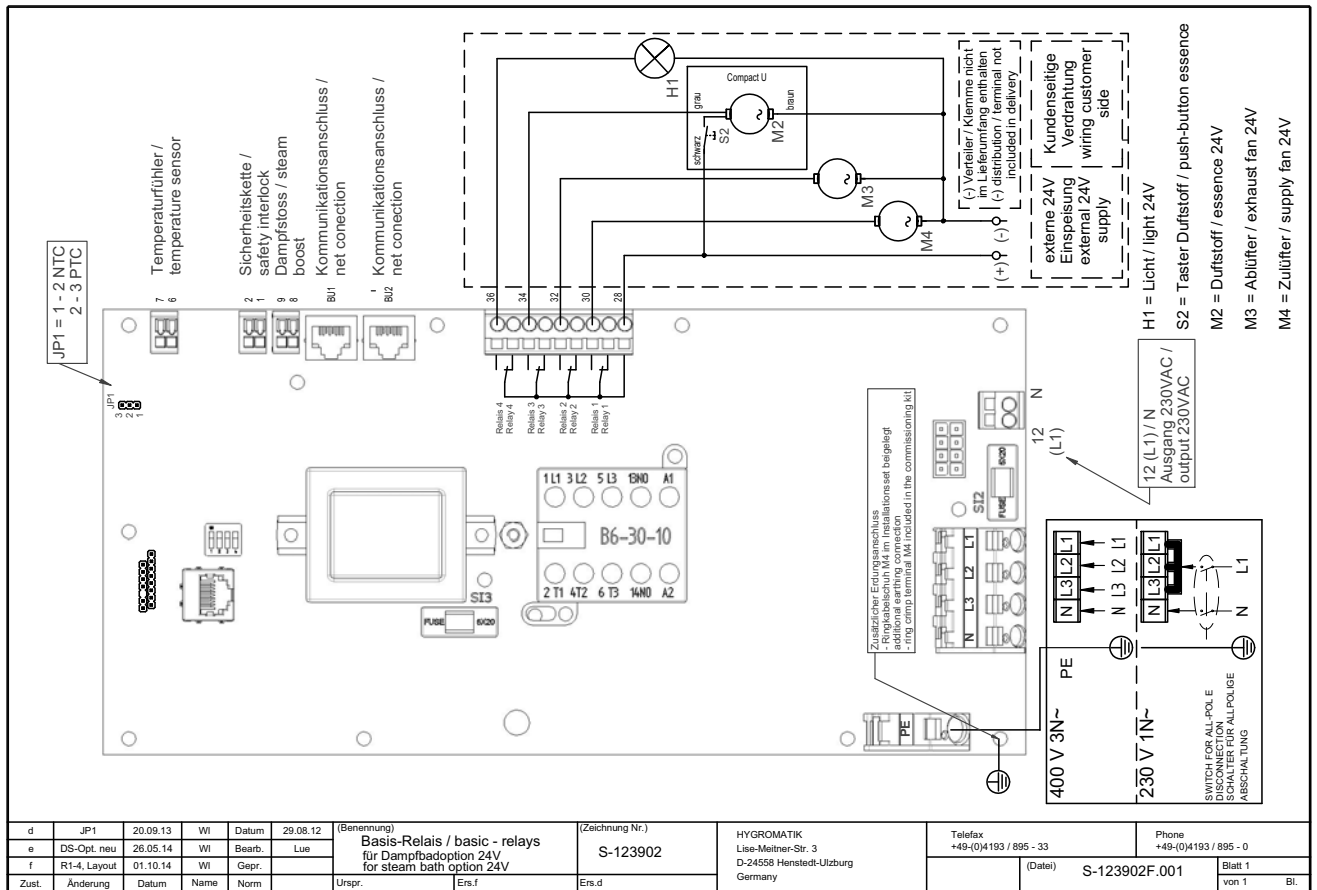 JP1 = 1 - 2 NTC
2 - 3 PTC
Temperaturfühler /
temperature sensor
Sicherheitskette /
safety interlock
Dampfstoss / steam
boost
Kommunikationsanschluss /
net conection
Kommunikationsanschluss /
net conection
7
6
2
1
9
8
BU1
BU2
36
34
32
30
28
JP1
3
2
1
Relais 4
Relay 4
Relais 3
Relay 3
Relais 2
Relay 2
Relais 1
Relay 1
H1
Compact U
grau
braun
schwarz
S2
M2
M3
M4
(-)
(+)
(-) Verteiler / Klemme nicht
im Lieferumfang enthalten
(-) distribution / terminal not
included in delivery
Kundenseitige
Verdrahtung
wiring customer
side
externe 24V
Einspeisung
external 24V
supply
H1 = Licht / light 24V
S2 = Taster Duftstoff / push-button essence
M2 = Duftstoff / essence 24V
M3 = Ablüfter / exhaust fan 24V
M4 = Zulüfter / supply fan 24V
N
12
(L1)
12 (L1) / N
Ausgang 230VAC /
output 230VAC
FUSE 6X20
SI2
1 L1 3 L2 5 L3 13NO A1
B6-30-10
2 T1 4T2 6 T3 14NO A2
SI3
FUSE 6X20
Zusätzlicher Erdungsanschluss
- Ringkabelschuh M4 im Installationsset beigelegt
additional earthing connection
- ring crimp terminal M4 included in the commissioning kit
N L3 L2 L1
PE
N L3 L2 L1
N L3 L2 L1
PE
400 V 3N~
N L3 L2 L1
N L1
230 V 1N~
SWITCH FOR ALL-POL E
DISCONNECTION
SCHALTER FÜR ALLPOLIGE
ABSCHALTUNG
d JP1 20.09.13 WI Datum 29.08.12
e DS-Opt. neu 26.05.14 WI Bearb. Lue
f R1-4, Layout 01.10.14 WI Gepr.
Zust. Änderung Datum Name Norm
(Benennung)
Basis-Relais / basic - relays
für Dampfbadoption 24V
for steam bath option 24V
Urspr. Ers.f Ers.d
(Zeichnung Nr.)
S-123902
HYGROMATIK
Lise-Meitner-Str. 3
D-24558 Henstedt-Ulzburg
Germany
Telefax
+49-(0)4193 / 895 - 33
Phone
+49-(0)4193 / 895 - 0
(Datei) S-123902F.001
Blatt 1
von 1 Bl.